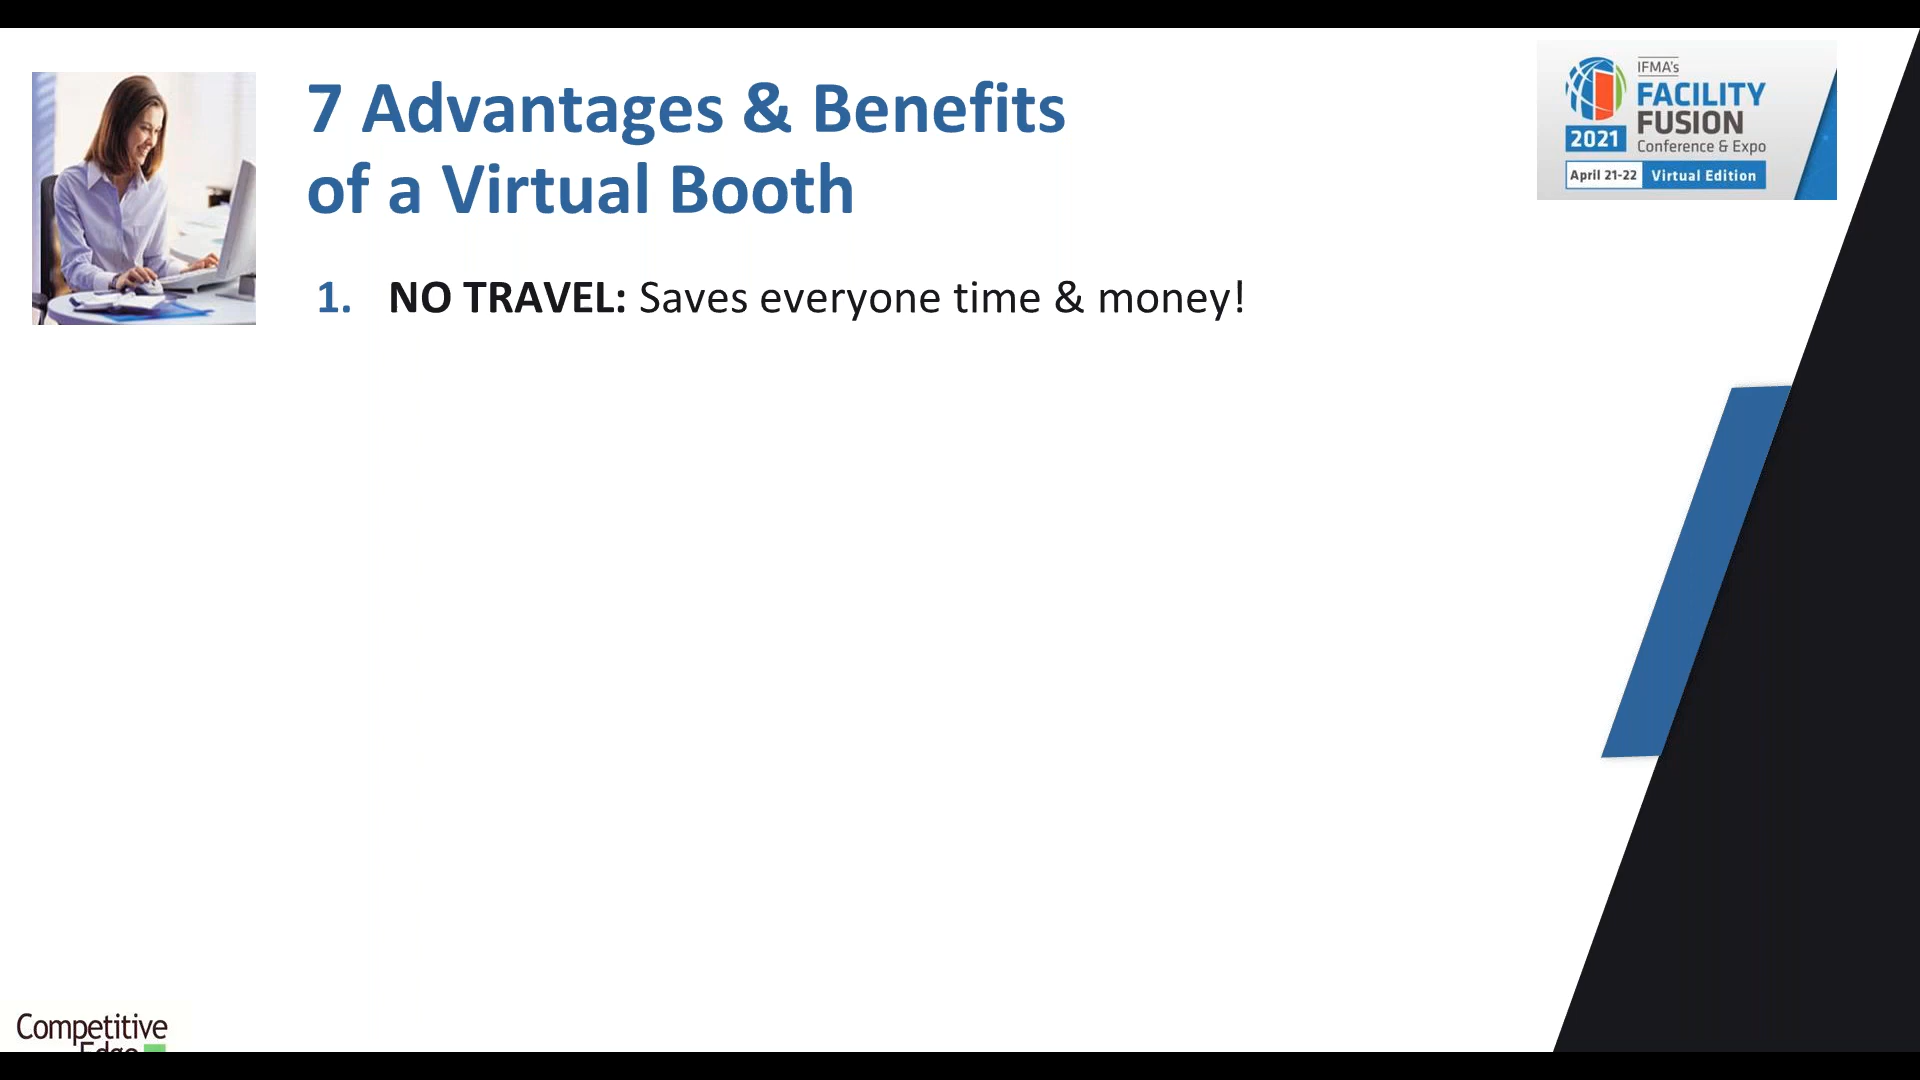 7 Advantages & Benefits
of a Virtual Booth
IFMA's
FACILITY
FUSION
2021
Conference & Expo
April 21-22 Virtual Edition
1. NO TRAVEL: Saves everyone time & money!
Competitive
Edge